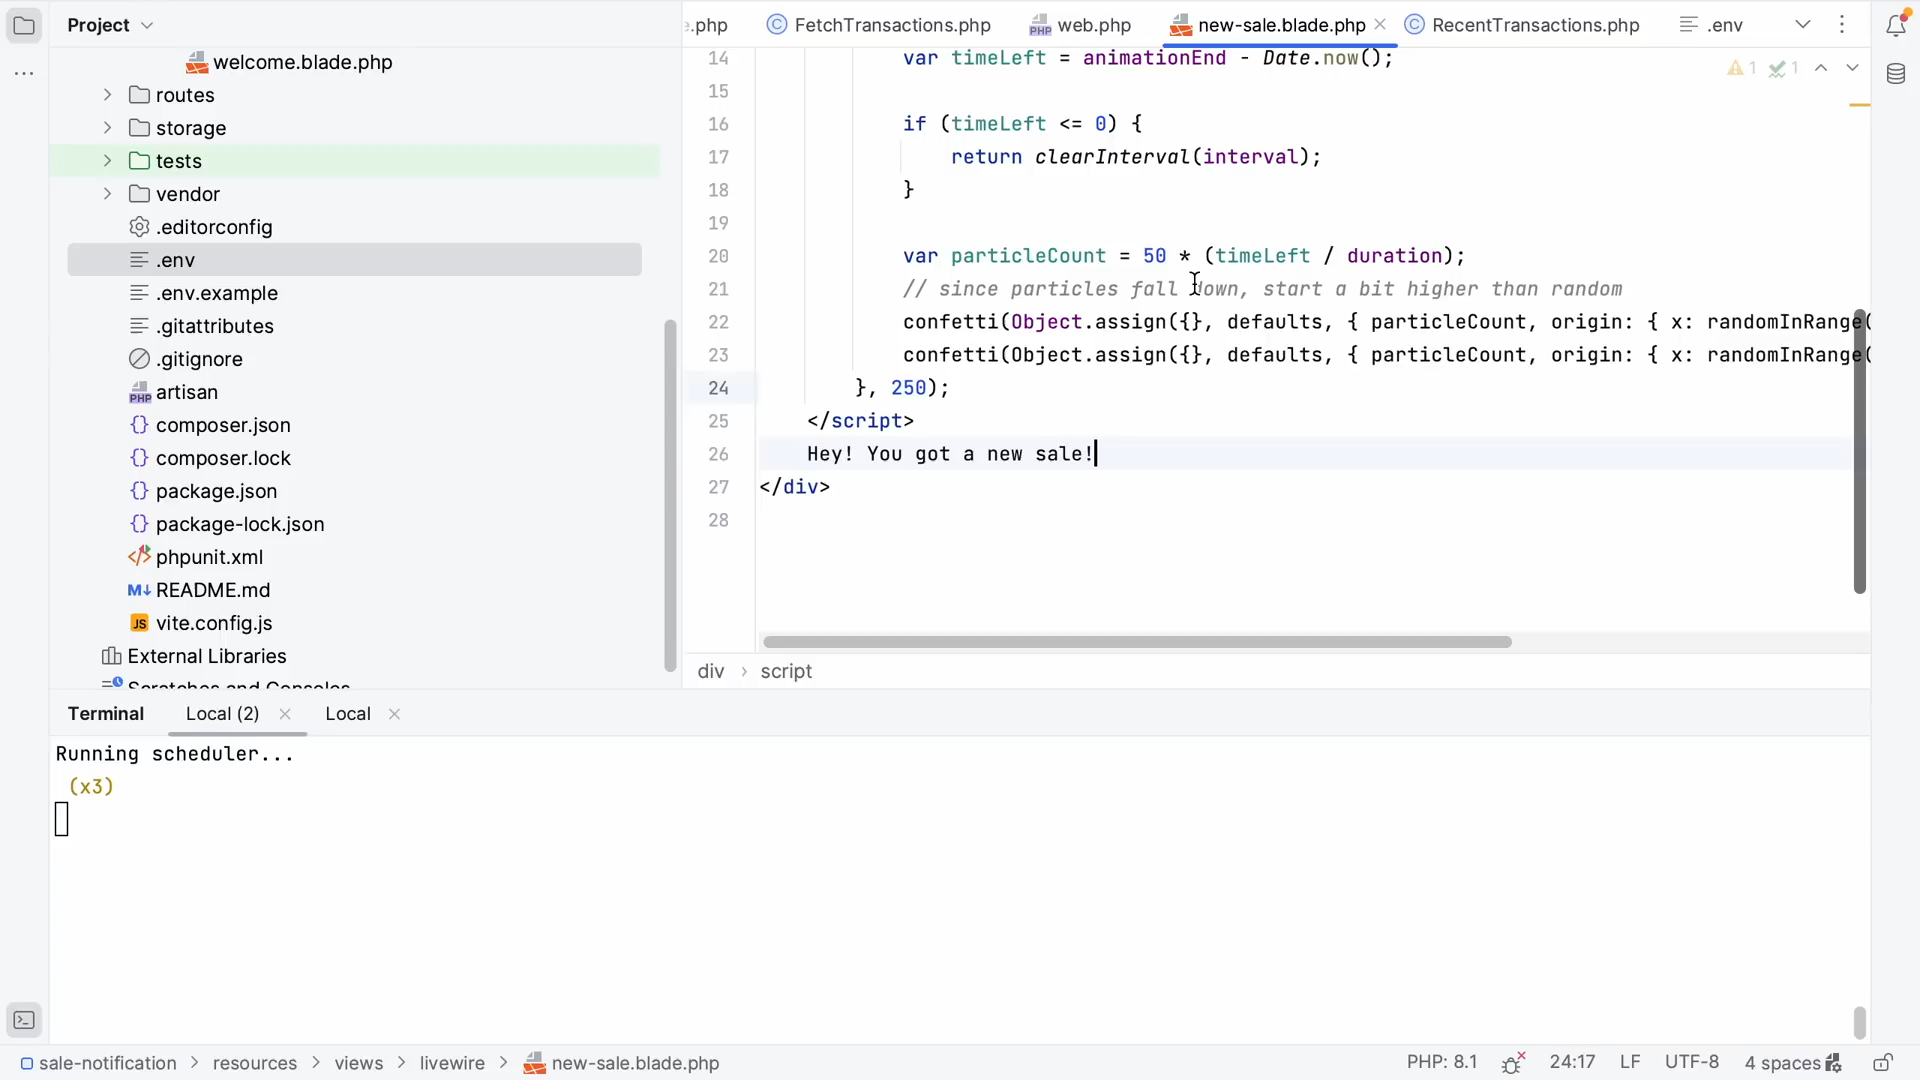 Project
.php
FetchTransactions.php
web.php
new-sale.blade.php
RecentTransactions.php
.env
welcome.blade.php
routes
storage
tests
vendor
.editorconfig
.env
.env.example
.gitattributes
.gitignore
artisan
composer.json
composer.lock
package.json
package-lock.json
phpunit.xml
README.md
vite.config.js
External Libraries
Scratches and Consoles
14 var timeLeft = animationEnd - Date.now();
15
16 if (timeLeft <= 0) {
17 return clearInterval(interval);
18 }
19
20 var particleCount = 50 * (timeLeft / duration);
21 // since particles fall down, start a bit higher than random
22 confetti(Object.assign({}, defaults, { particleCount, origin: { x: randomInRange(
23 confetti(Object.assign({}, defaults, { particleCount, origin: { x: randomInRange(
24 }, 250);
25 </script>
26 Hey! You got a new sale!
27 </div>
28
1 1
div > script
Terminal Local (2) Local
Running scheduler...
(x3)
sale-notification > resources > views > livewire > new-sale.blade.php
PHP: 8.1 24:17 LF UTF-8 4 spaces